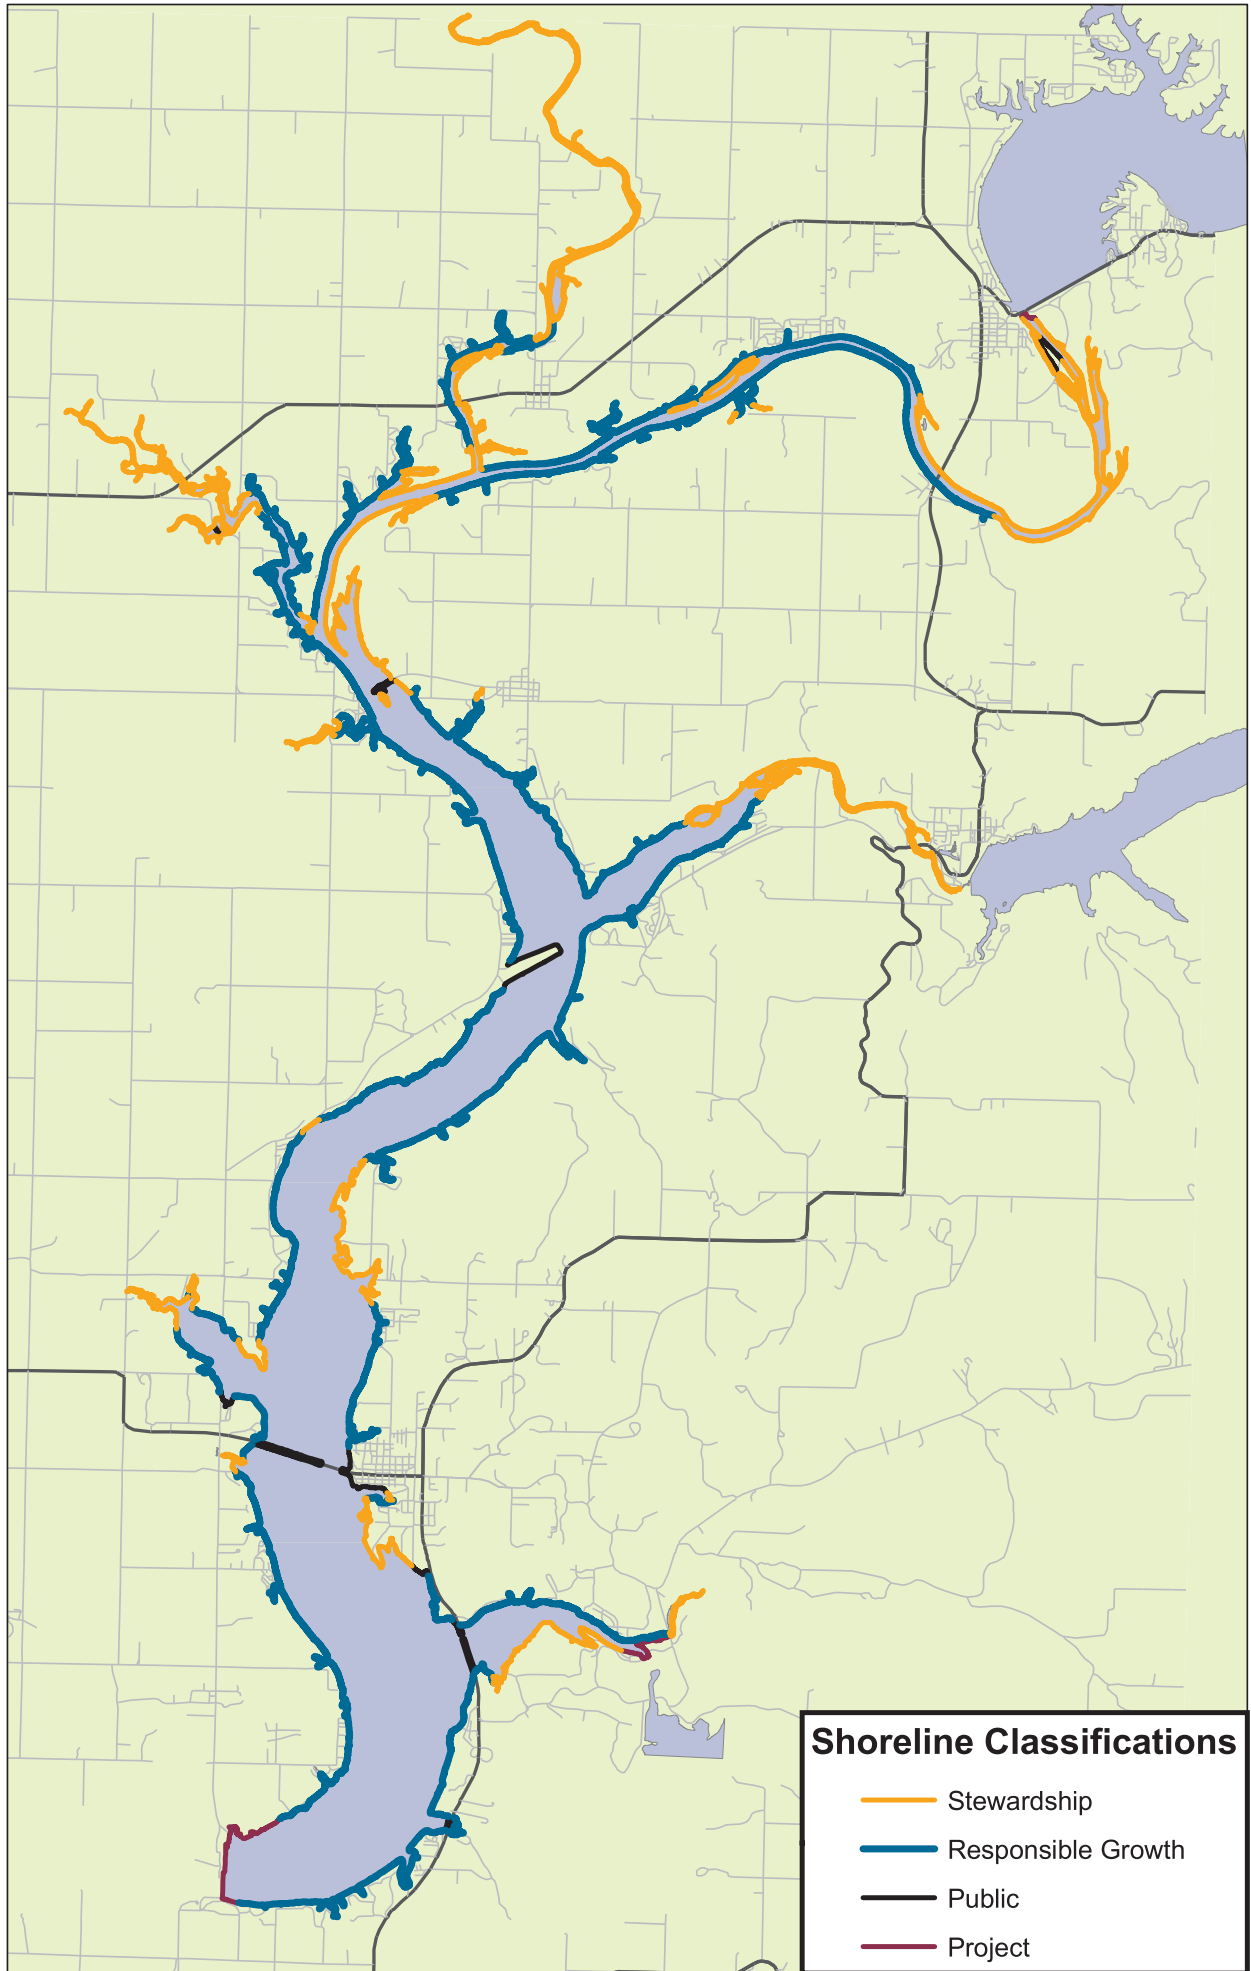 Shoreline Classifications
Stewardship
Responsible Growth
Public
Project